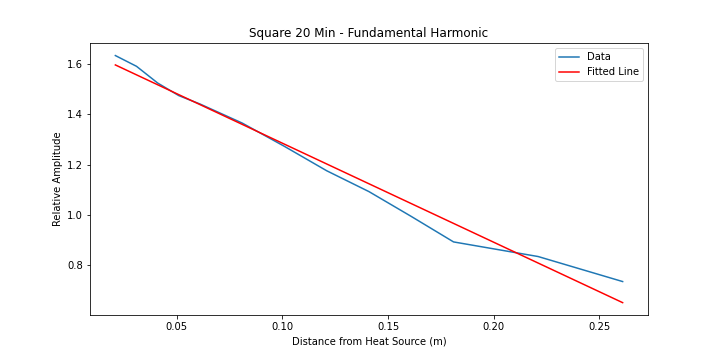 Square 20 Min - Fundamental Harmonic
Data
Fitted Line
Relative Amplitude
1.6
1.4
1.2
1.0
0.8
0.05
0.10
0.15
0.20
0.25
Distance from Heat Source (m)